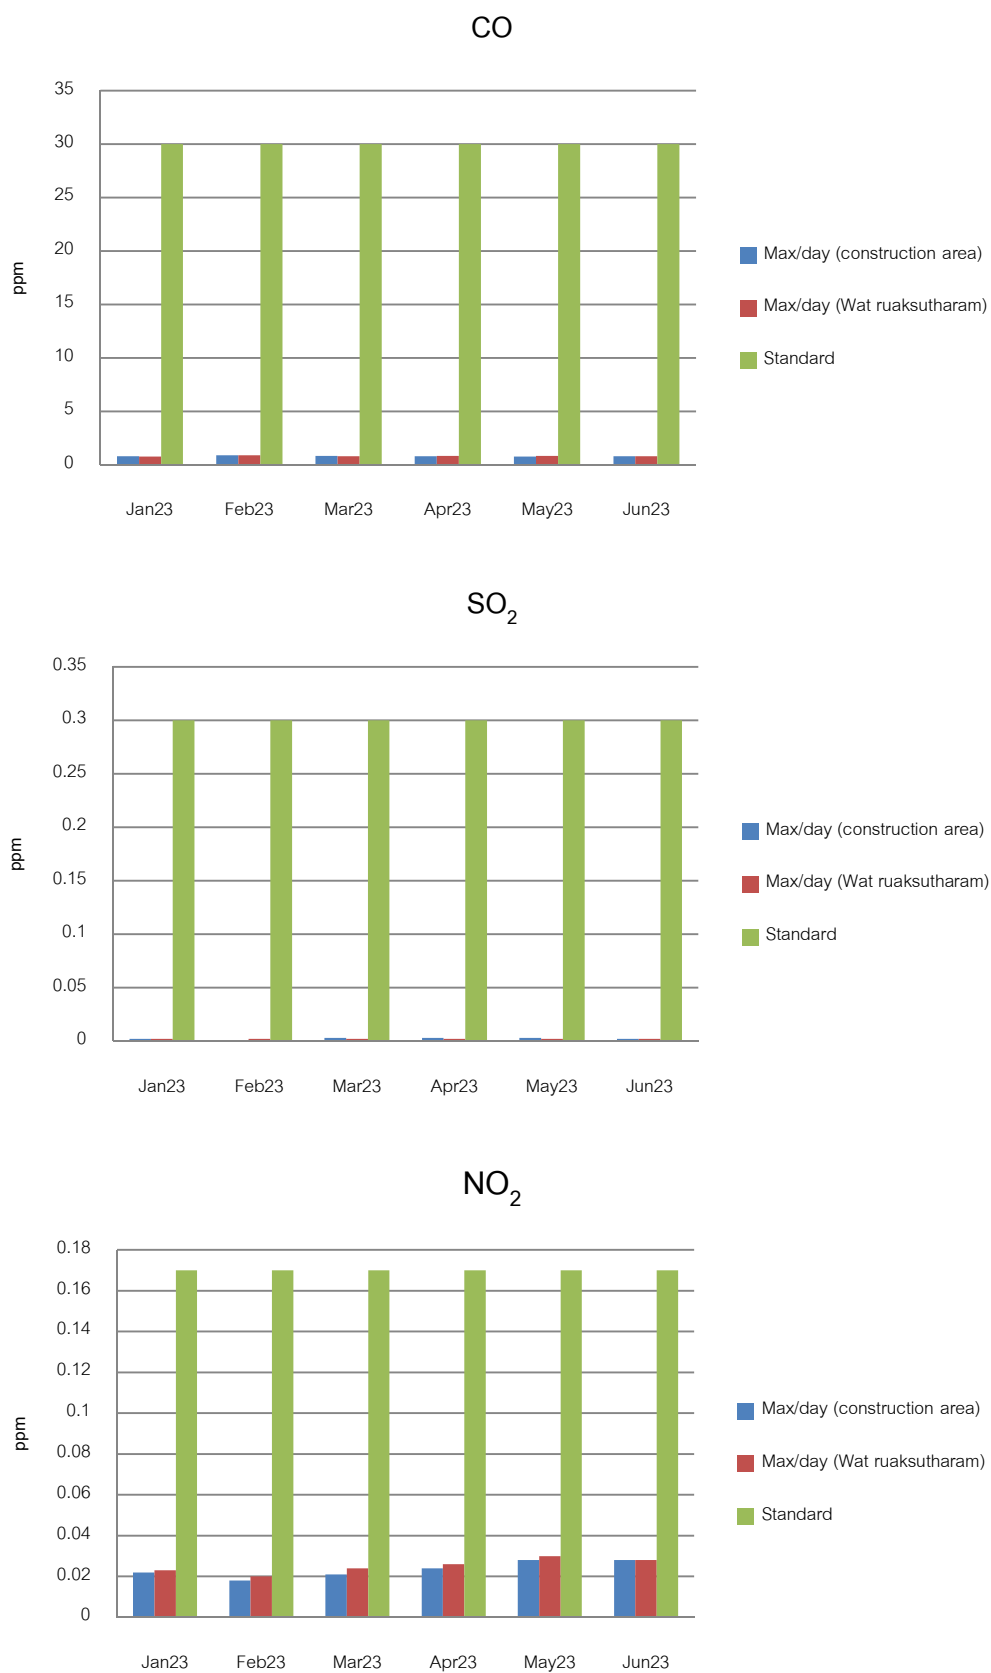 CO
35
30
25
20
15
10
5
0
ppm
Jan23 Feb23 Mar23 Apr23 May23 Jun23
Max/day (construction area)
Max/day (Wat ruaksutharam)
Standard
SO2
0.35
0.3
0.25
0.2
0.15
0.1
0.05
0
ppm
Jan23 Feb23 Mar23 Apr23 May23 Jun23
Max/day (construction area)
Max/day (Wat ruaksutharam)
Standard
NO2
0.18
0.16
0.14
0.12
0.1
0.08
0.06
0.04
0.02
0
ppm
Jan23 Feb23 Mar23 Apr23 May23 Jun23
Max/day (construction area)
Max/day (Wat ruaksutharam)
Standard